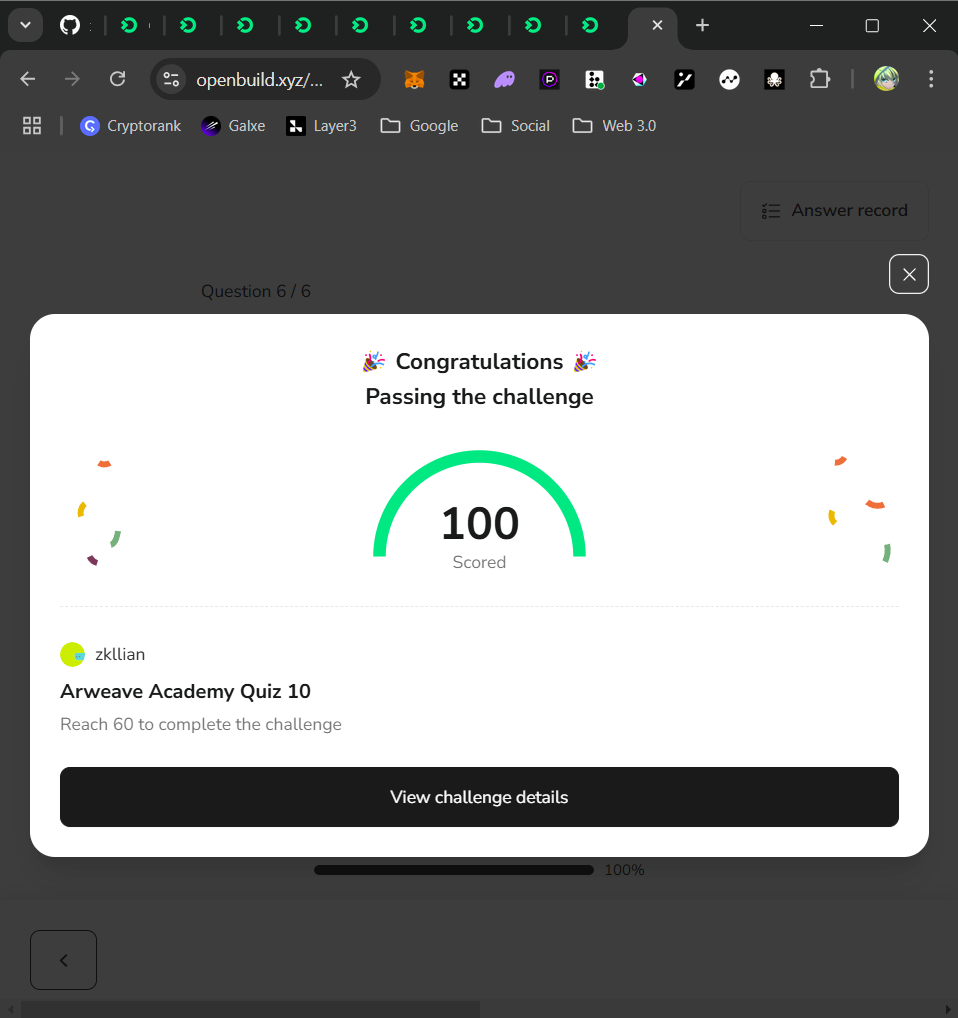 openbuild.xyz/...
Cryptorank
Galxe
Layer3
Google
Social
Web 3.0
Answer record
Question 6 / 6
Congratulations
Passing the challenge
100
Scored
zkllian
Arweave Academy Quiz 10
Reach 60 to complete the challenge
View challenge details
100%